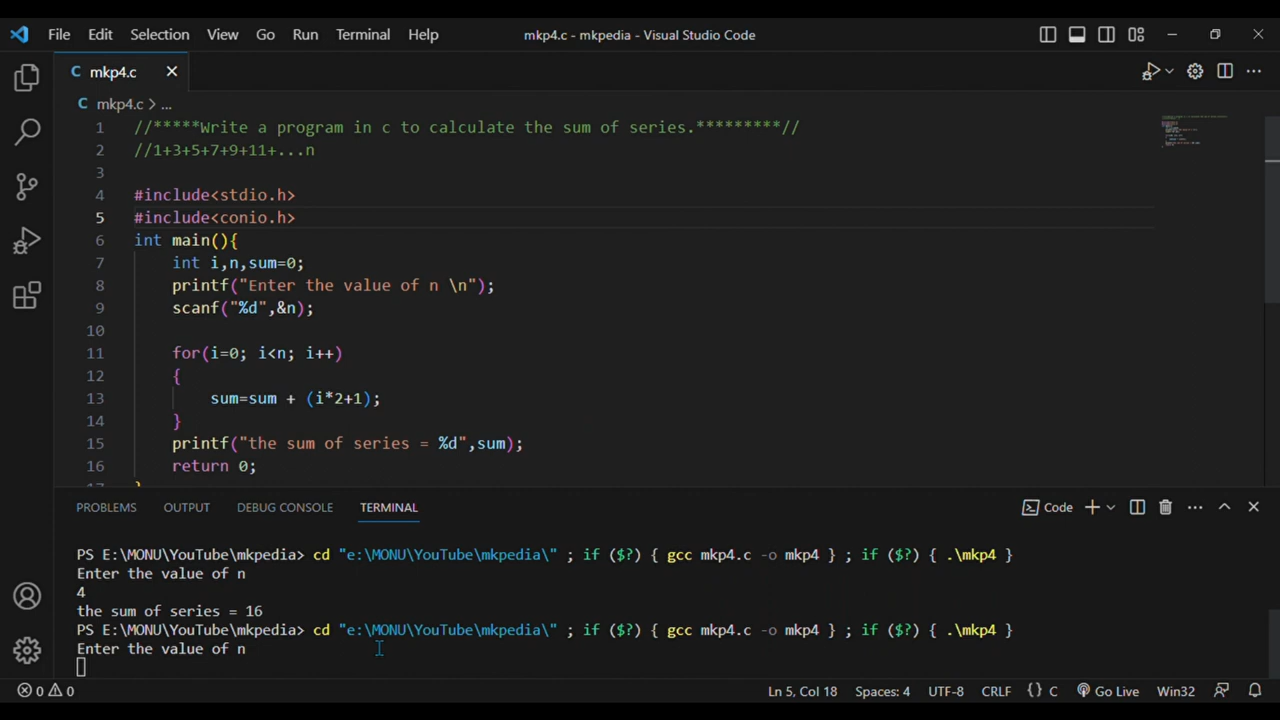 File Edit Selection View Go Run Terminal Help mkp4.c - mkpedia - Visual Studio Code
C mkp4.c
C mkp4.c > ...
1 //*****Write a program in c to calculate the sum of series.*********//
2 //1+3+5+7+9+11+...n
3
4 #include<stdio.h>
5 #include<conio.h>
6 int main(){
7 int i,n,sum=0;
8 printf("Enter the value of n \n");
9 scanf("%d",&n);
10
11 for(i=0; i<n; i++)
12 {
13 sum=sum + (i*2+1);
14 }
15 printf("the sum of series = %d",sum);
16 return 0;
PROBLEMS OUTPUT DEBUG CONSOLE TERMINAL Code
PS E:\MONU\YouTube\mkpedia> cd "e:\MONU\YouTube\mkpedia\" ; if ($?) { gcc mkp4.c -o mkp4 } ; if ($?) { .\mkp4 }
Enter the value of n
4
the sum of series = 16
PS E:\MONU\YouTube\mkpedia> cd "e:\MONU\YouTube\mkpedia\" ; if ($?) { gcc mkp4.c -o mkp4 } ; if ($?) { .\mkp4 }
Enter the value of n
0 0 Ln 5, Col 18 Spaces: 4 UTF-8 CRLF {} C Go Live Win32